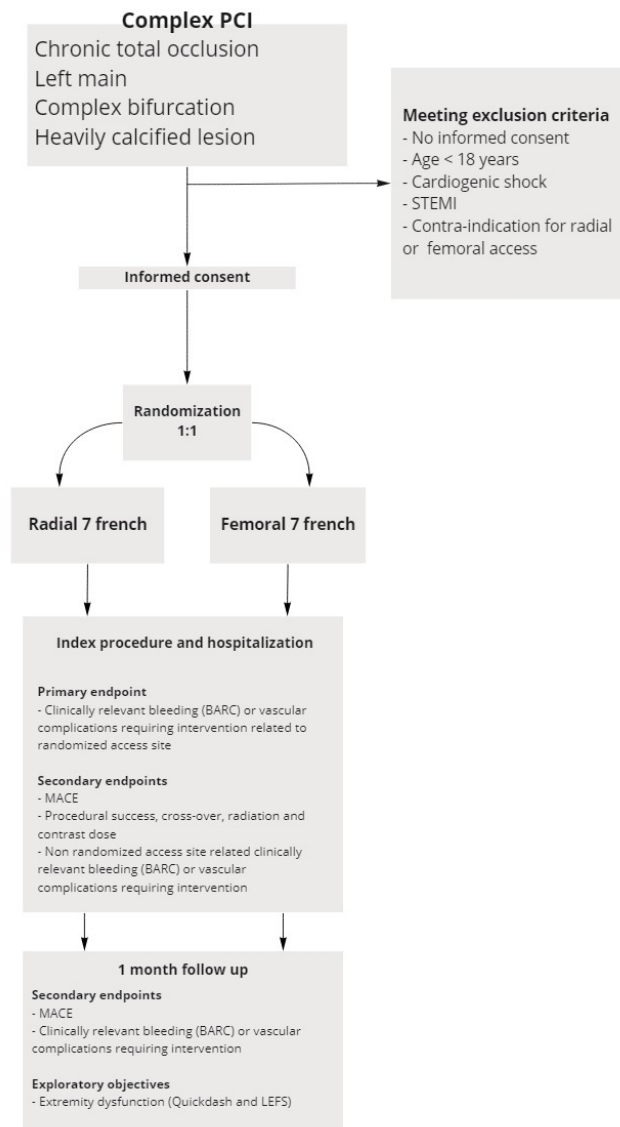 Complex PCI
Chronic total occlusion
Left main
Complex bifurcation
Heavily calcified lesion
Meeting exclusion criteria
- No informed consent
- Age < 18 years
- Cardiogenic shock
- STEMI
- Contra-indication for radial
or femoral access
Informed consent
Randomization
1:1
Radial 7 french
Femoral 7 french
Index procedure and hospitalization
Primary endpoint
- Clinically relevant bleeding (BARC) or vascular
complications requiring intervention related to
randomized access site
Secondary endpoints
- MACE
- Procedural success, cross-over, radiation and
contrast dose
- Non randomized access site related clinically
relevant bleeding (BARC) or vascular
complications requiring intervention
1 month follow up
Secondary endpoints
- MACE
- Clinically relevant bleeding (BARC) or vascular
complications requiring intervention
Exploratory objectives
- Extremity dysfunction (Quickdash and LEFS)